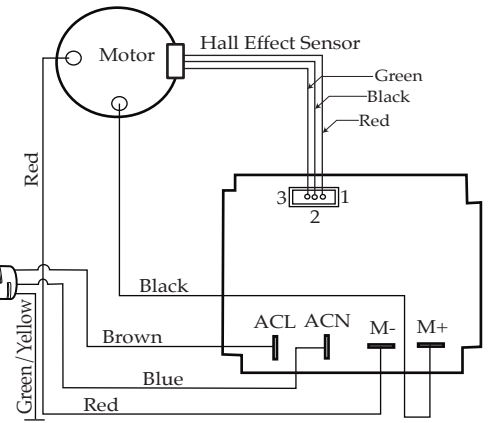 Hall Effect Sensor
Motor
Green
Black
Red
Red
3 1
2
Black
ACL ACN M- M+
Brown
Green/Yellow
Blue
Red